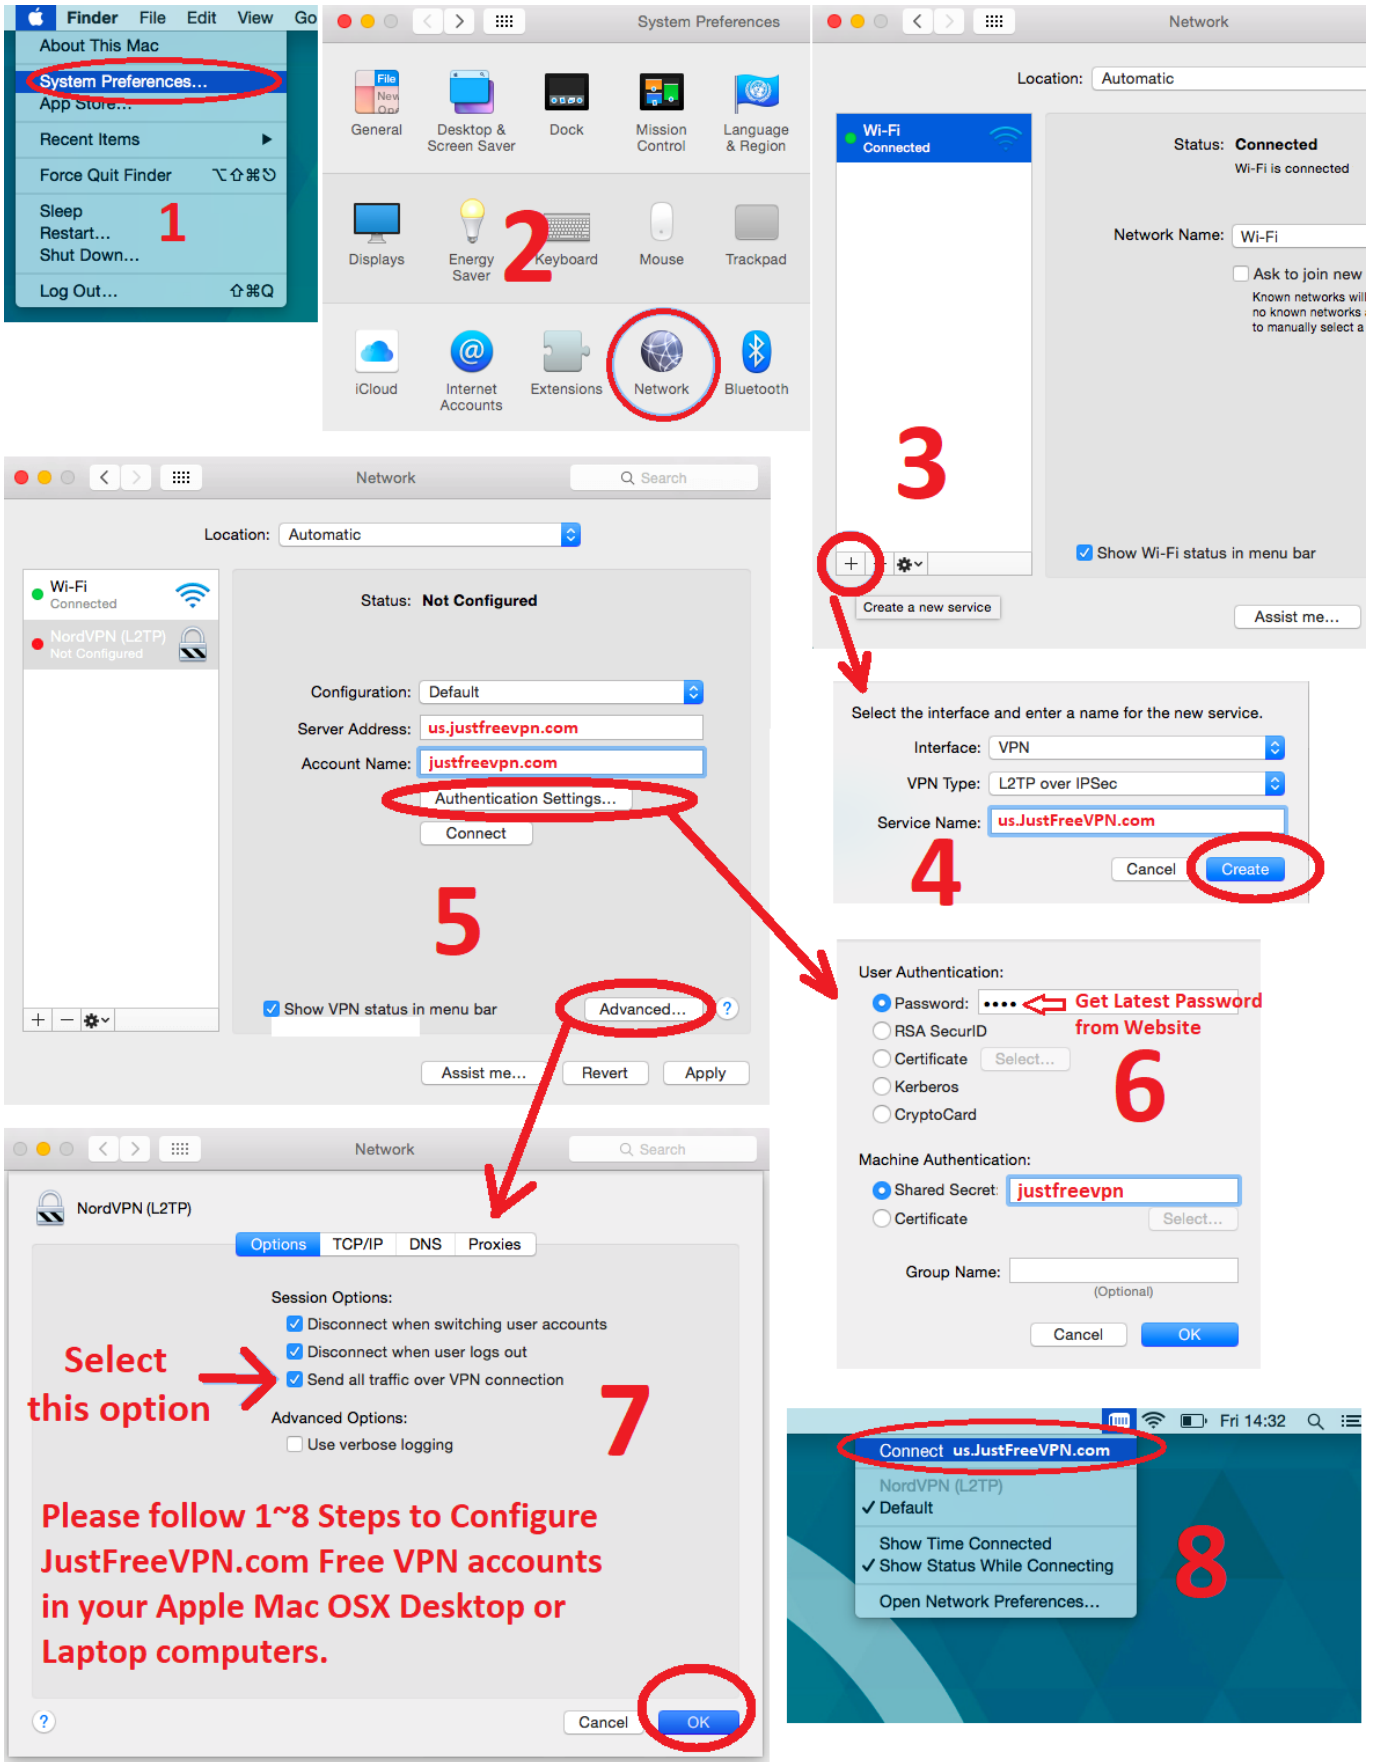 Finder File Edit View Go
About This Mac
System Preferences...
App Store...
Recent Items
Force Quit Finder ⌥⇧⌘⎋
Sleep
Restart...
Shut Down...
Log Out... ⇧⌘Q
1
System Preferences
File
New
General
Desktop &
Screen Saver
Dock
Mission
Control
Language
& Region
Displays
Energy
Saver
Keyboard
Mouse
Trackpad
2
iCloud
Internet
Accounts
Extensions
Network
Bluetooth
Network
Location: Automatic
Wi-Fi
Connected
Status: Connected
Wi-Fi is connected
Network Name: Wi-Fi
Ask to join new
Known networks will
no known networks
to manually select a
3
Show Wi-Fi status in menu bar
Create a new service
Assist me...
Select the interface and enter a name for the new service.
Interface: VPN
VPN Type: L2TP over IPSec
Service Name: us.JustFreeVPN.com
4
Cancel Create
Network
Search
Location: Automatic
Wi-Fi
Connected
NordVPN (L2TP)
Not Configured
Status: Not Configured
Configuration: Default
Server Address: us.justfreevpn.com
Account Name: justfreevpn.com
Authentication Settings...
Connect
5
Show VPN status in menu bar
Advanced... ?
Assist me... Revert Apply
User Authentication:
Password: •••• Get Latest Password
from Website
RSA SecurID
Certificate Select...
Kerberos
CryptoCard
6
Machine Authentication:
Shared Secret: justfreevpn
Certificate Select...
Group Name:
(Optional)
Cancel OK
Network
Search
NordVPN (L2TP)
Options TCP/IP DNS Proxies
Session Options:
Disconnect when switching user accounts
Disconnect when user logs out
Send all traffic over VPN connection
Select
this option
Advanced Options:
Use verbose logging
7
Please follow 1~8 Steps to Configure
JustFreeVPN.com Free VPN accounts
in your Apple Mac OSX Desktop or
Laptop computers.
? Cancel OK
Fri 14:32
Connect us.JustFreeVPN.com
NordVPN (L2TP)
✓ Default
Show Time Connected
✓ Show Status While Connecting
Open Network Preferences...
8